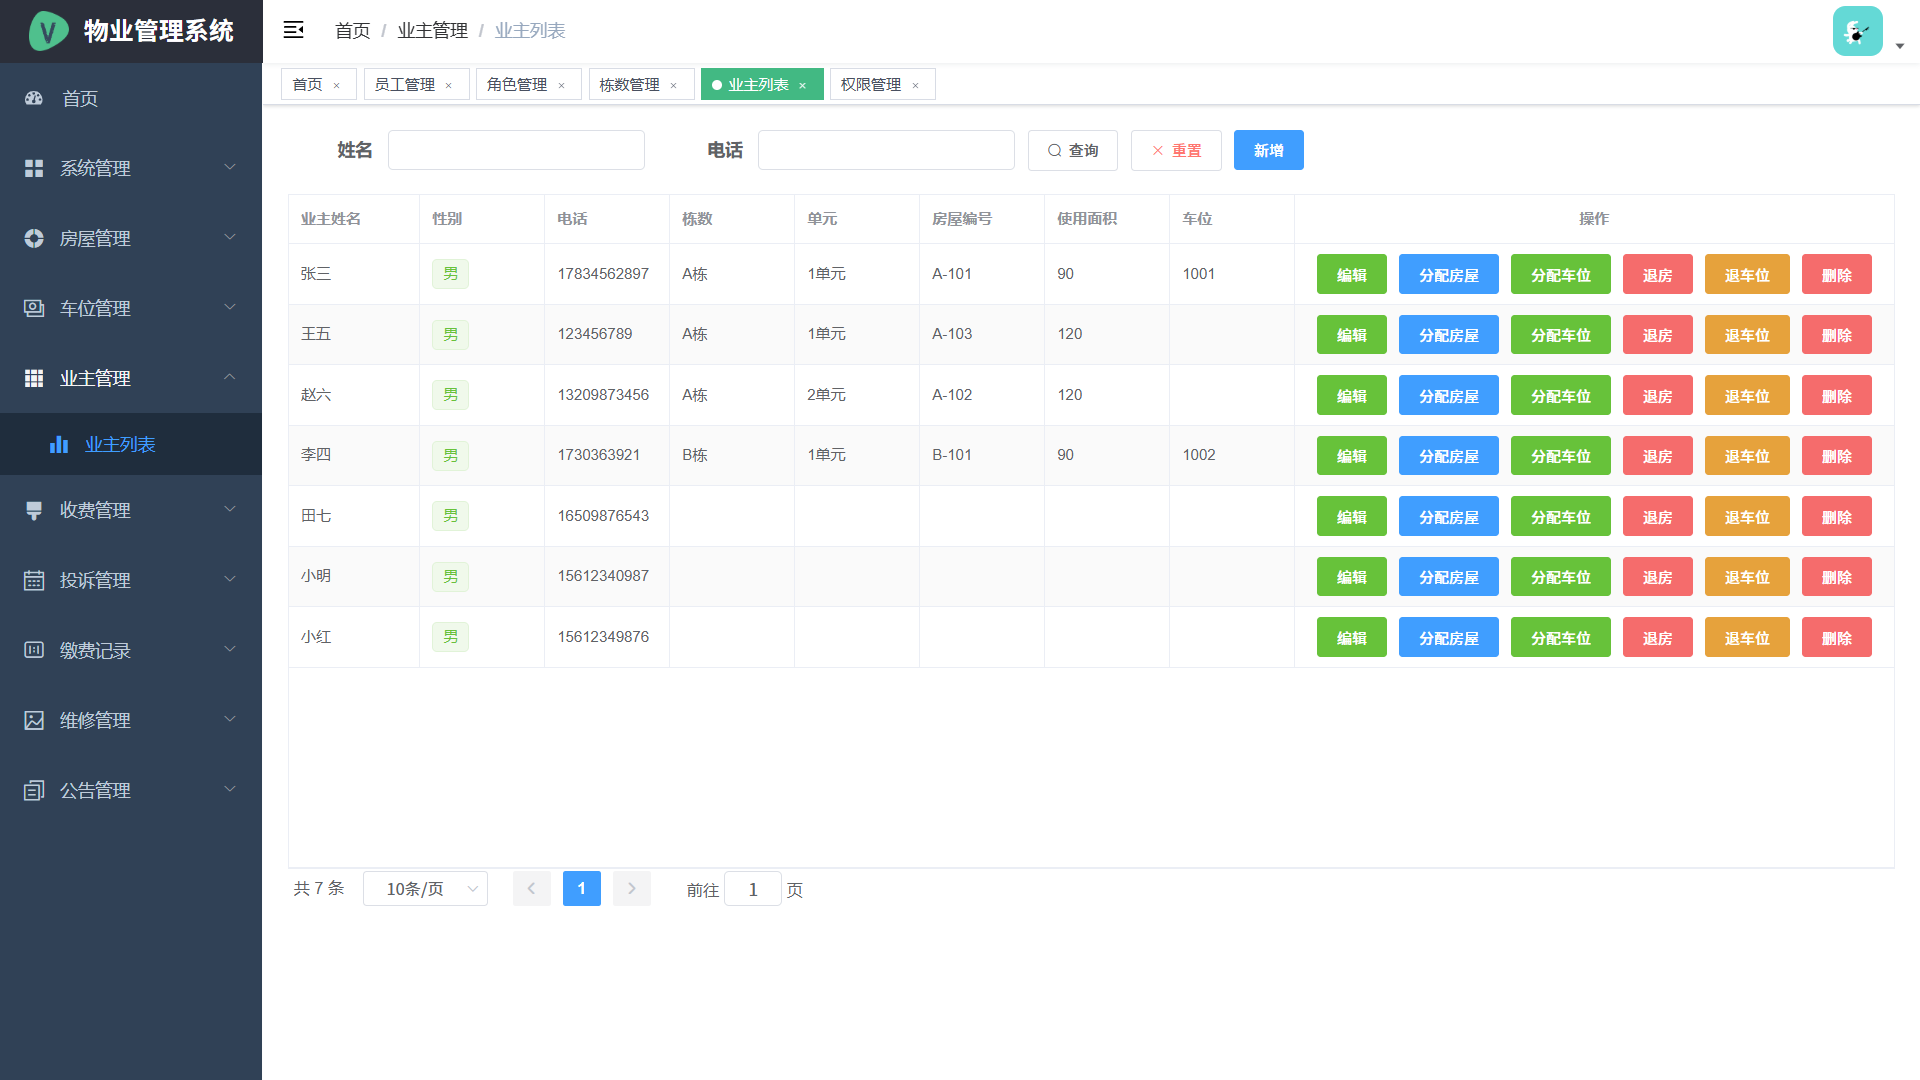 V 物业管理系统
首页 / 业主管理 / 业主列表
首页 × 员工管理 × 角色管理 × 栋数管理 × 业主列表 × 权限管理 ×
首页
系统管理
房屋管理
车位管理
业主管理
业主列表
收费管理
投诉管理
缴费记录
维修管理
公告管理
姓名 电话 查询 重置 新增
业主姓名 性别 电话 栋数 单元 房屋编号 使用面积 车位 操作
张三 男 17834562897 A栋 1单元 A-101 90 1001 编辑 分配房屋 分配车位 退房 退车位 删除
王五 男 123456789 A栋 1单元 A-103 120 编辑 分配房屋 分配车位 退房 退车位 删除
赵六 男 13209873456 A栋 2单元 A-102 120 编辑 分配房屋 分配车位 退房 退车位 删除
李四 男 1730363921 B栋 1单元 B-101 90 1002 编辑 分配房屋 分配车位 退房 退车位 删除
田七 男 16509876543 编辑 分配房屋 分配车位 退房 退车位 删除
小明 男 15612340987 编辑 分配房屋 分配车位 退房 退车位 删除
小红 男 15612349876 编辑 分配房屋 分配车位 退房 退车位 删除
共 7 条 10条/页 1 前往 1 页